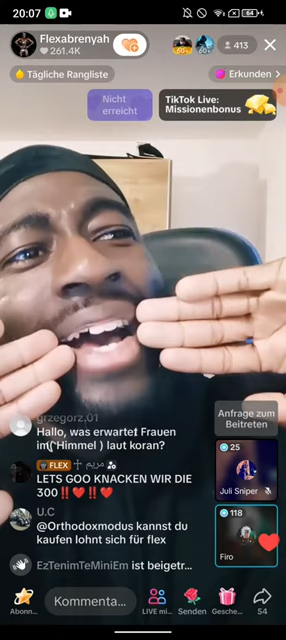 20:07
64
Flexabrenyah
261.4K
60+
60+
413
Tägliche Rangliste
Erkunden >
Nicht
erreicht
TikTok Live:
Missionenbonus
grzegorz,01
Hallo, was erwartet Frauen
im( Himmel ) laut koran?
FLEX
مريم
LETS GOO KNACKEN WIR DIE
300‼️❤️‼️❤️
U.C
@Orthodoxmodus kannst du
kaufen lohnt sich für flex
EzTenimTeMiniEm ist beigetr...
Anfrage zum
Beitreten
25
Juli Sniper
118
Firo
Abonn...
Kommenta...
LIVE mi...
Senden
Gesche...
54